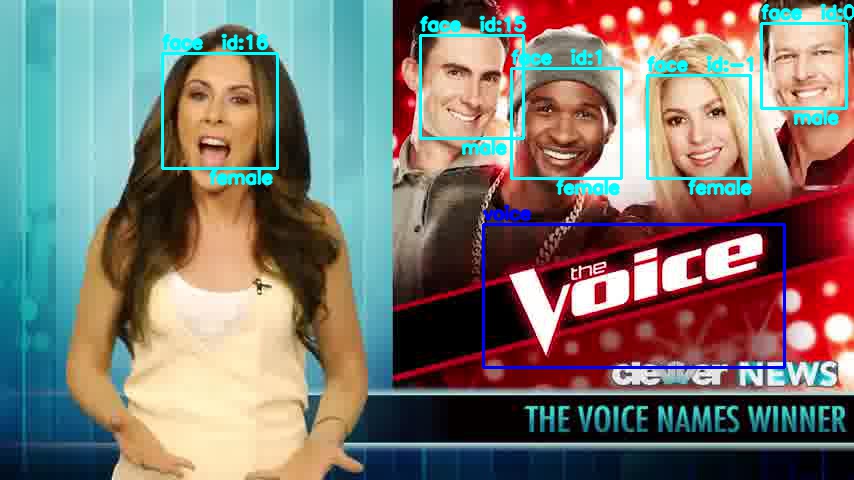 face id:16
female
face id:15
male
face id:1
female
face id:-1
female
face id:0
male
voice
the
Voice
clevver NEWS
THE VOICE NAMES WINNER